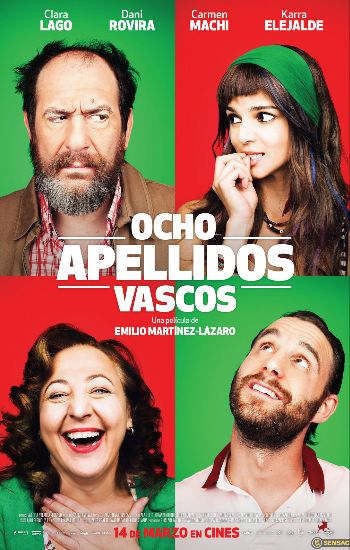 Clara
LAGO
Dani
ROVIRA
Carmen
MACHI
Karra
ELEJALDE
OCHO
APELLIDOS
VASCOS
Una película de
EMILIO MARTÍNEZ-LÁZARO
14 DE MARZO EN CINES
SENSAC